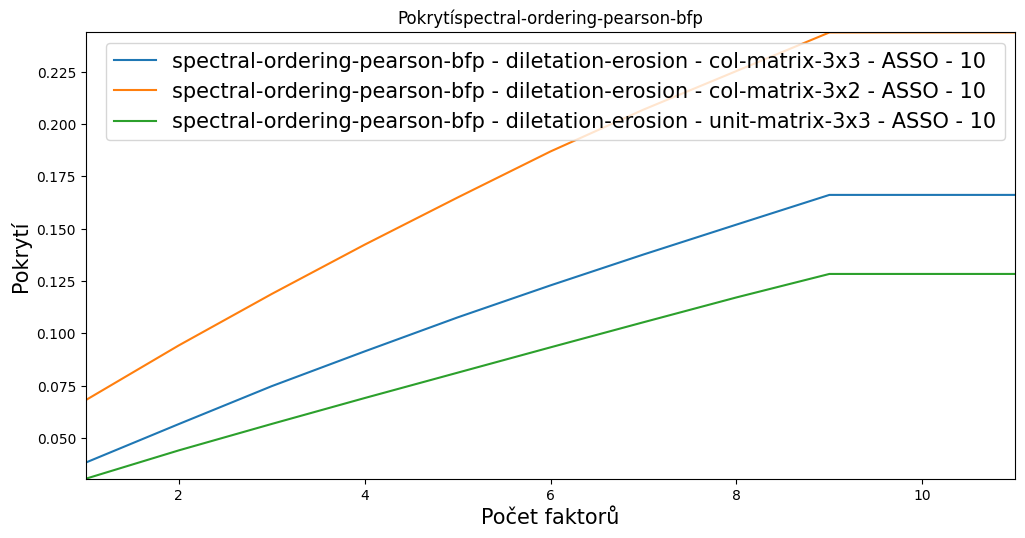 Pokrytíspectral-ordering-pearson-bfp
spectral-ordering-pearson-bfp - diletation-erosion - col-matrix-3x3 - ASSO - 10
spectral-ordering-pearson-bfp - diletation-erosion - col-matrix-3x2 - ASSO - 10
spectral-ordering-pearson-bfp - diletation-erosion - unit-matrix-3x3 - ASSO - 10
Pokrytí
0.225
0.200
0.175
0.150
0.125
0.100
0.075
0.050
2 4 6 8 10
Počet faktorů